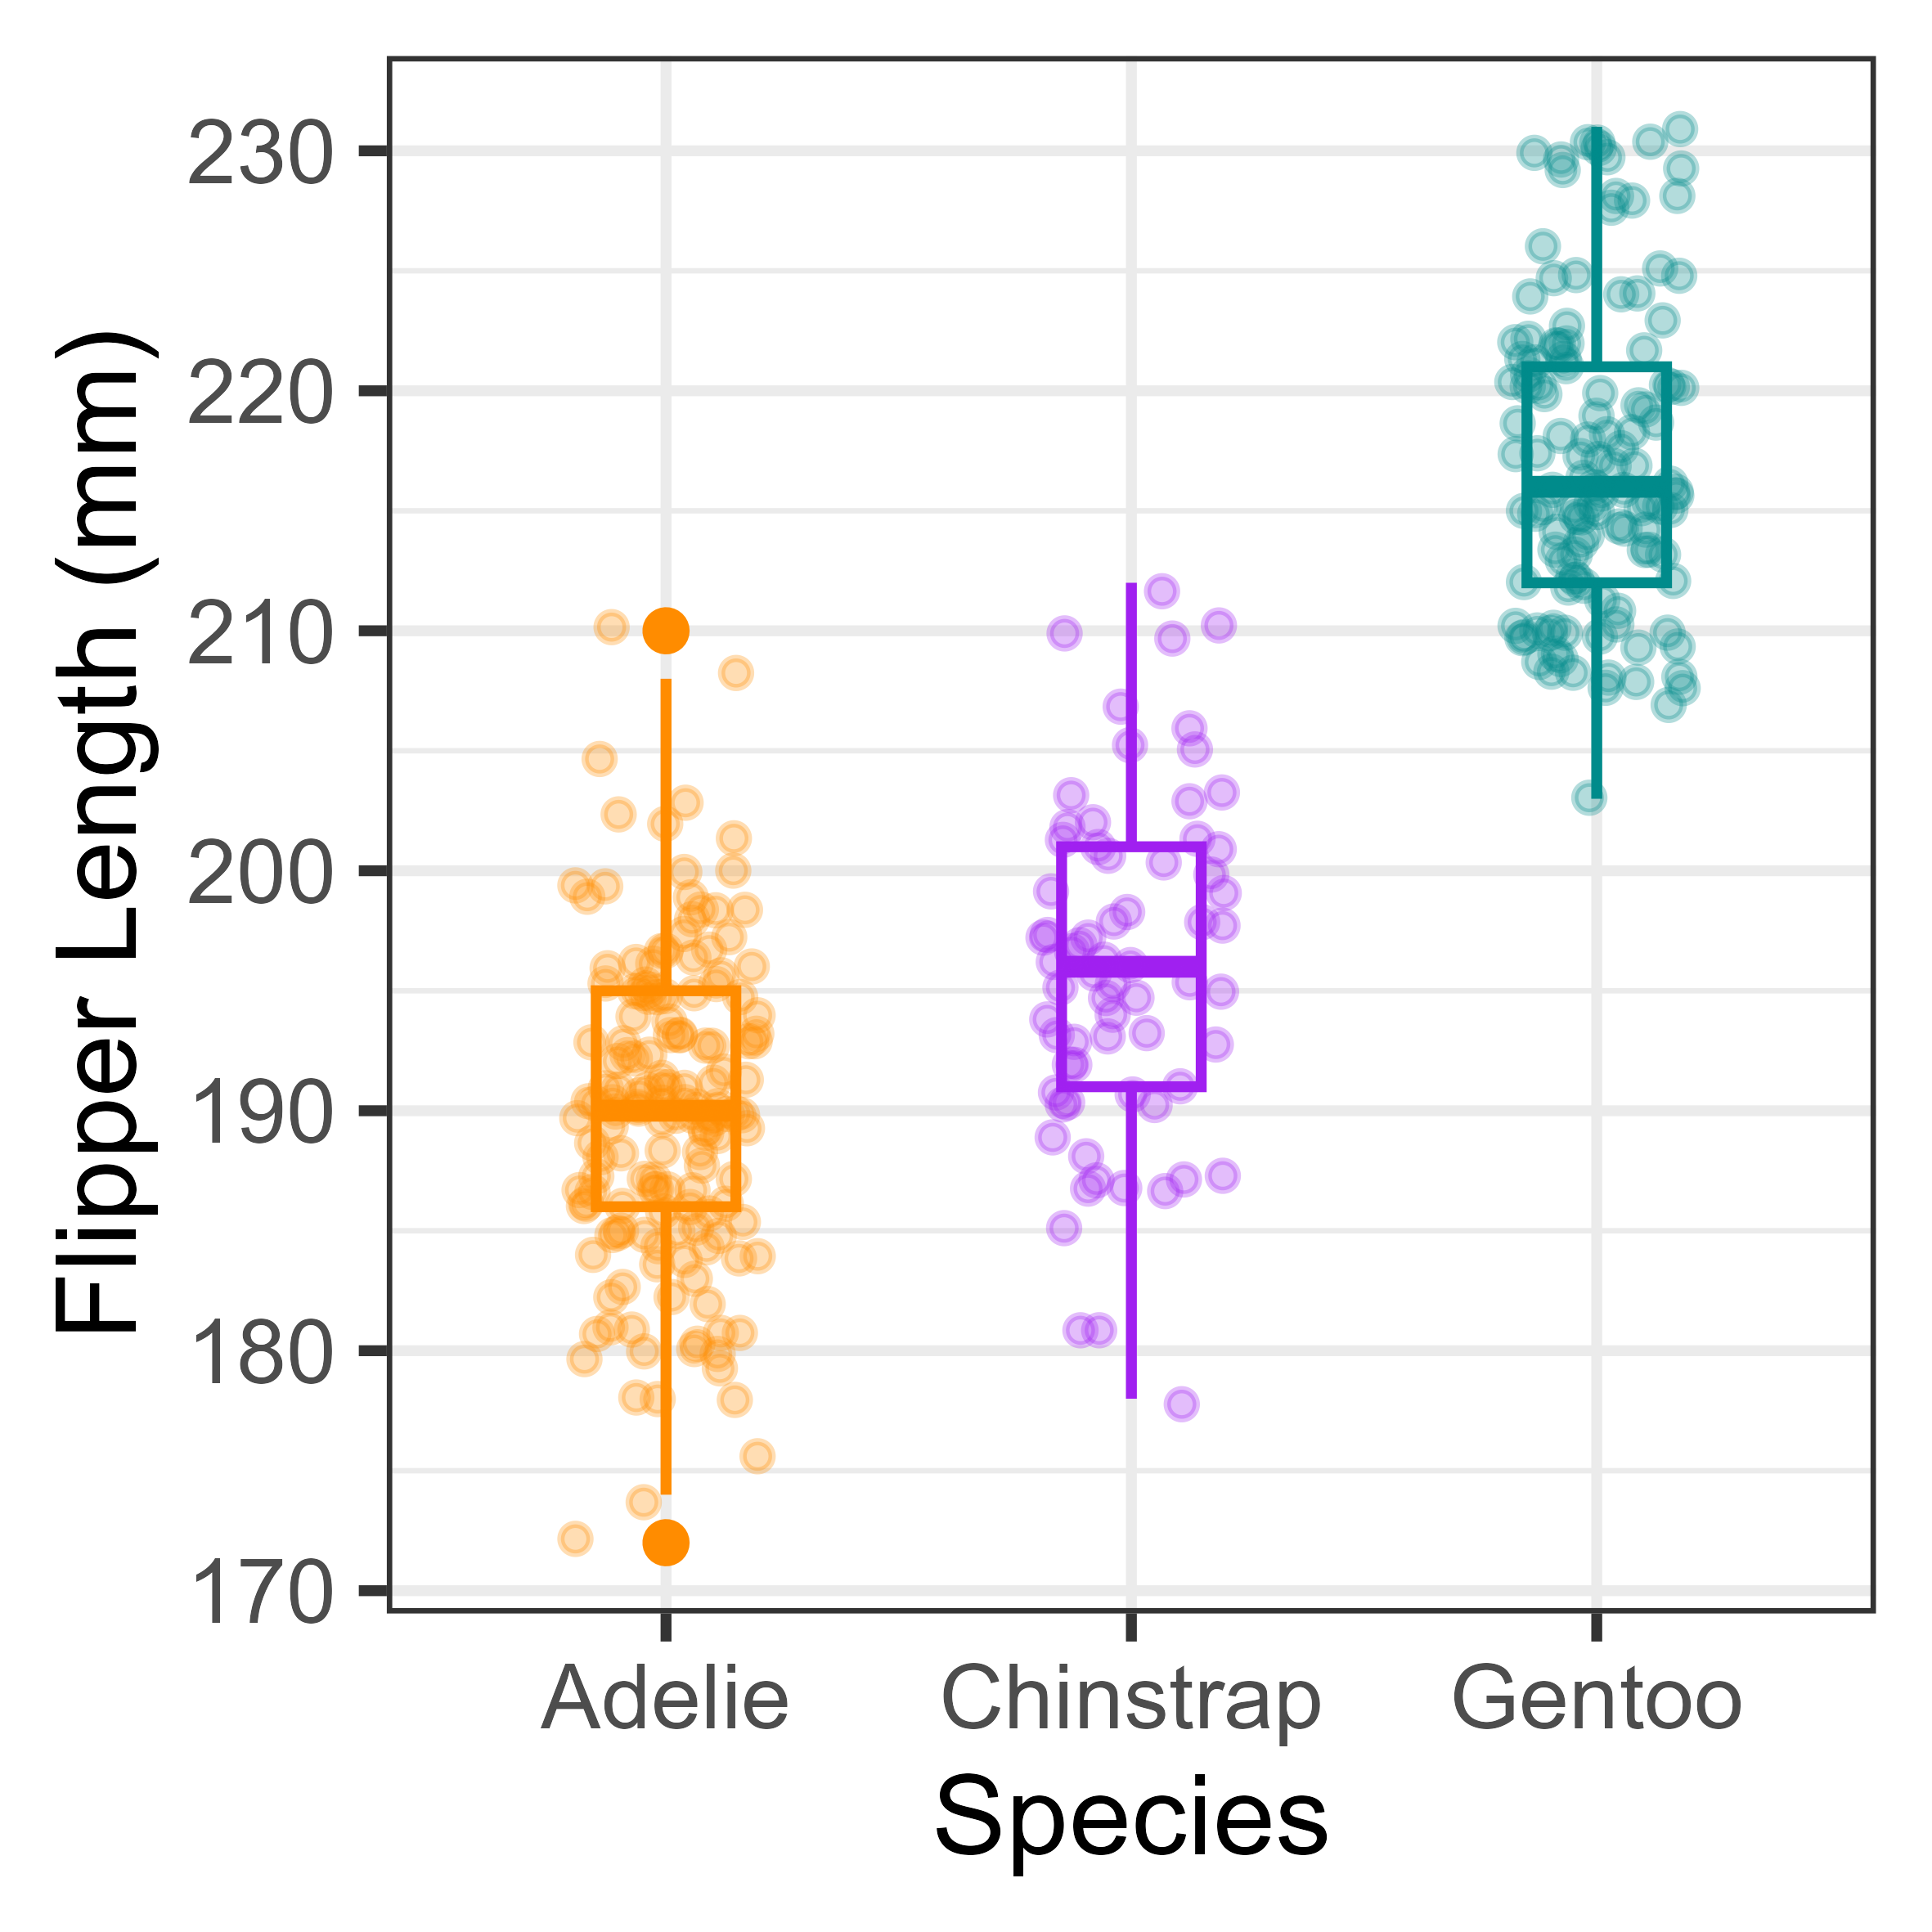 Flipper Length (mm)
230
220
210
200
190
180
170
Adelie Chinstrap Gentoo
Species